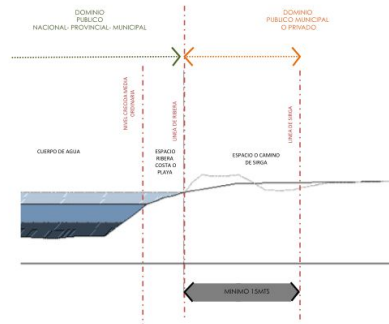 DOMINIO
PUBLICO
NACIONAL- PROVINCIAL- MUNICIPAL
DOMINIO
PUBLICO MUNICIPAL
O PRIVADO
NIVEL CRECIDA MEDIA
ORDINARIA
LINEA DE RIBERA
LINEA DE SIRGA
CUERPO DE AGUA
ESPACIO
RIBERA
COSTA O
PLAYA
ESPACIO O CAMINO
DE SIRGA
MINIMO 15MTS